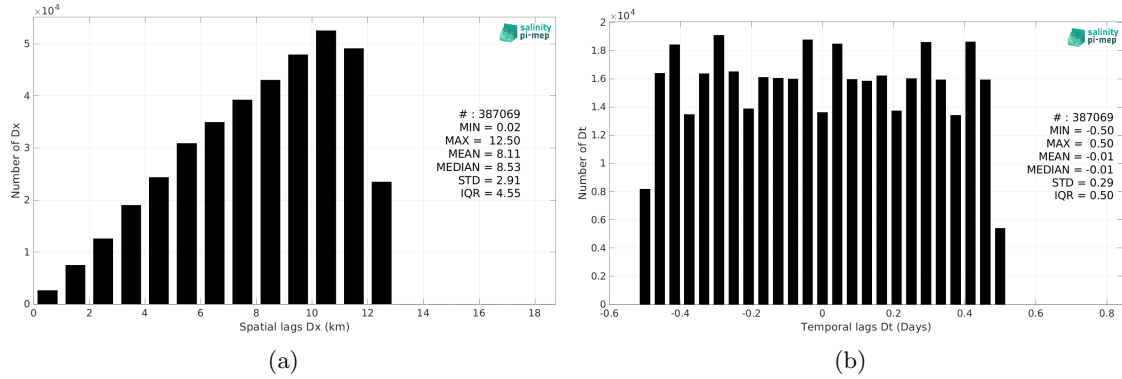 ×10⁴
5
4
3
2
1
0
Number of Dx
0 2 4 6 8 10 12 14 16 18
Spatial lags Dx (km)
salinity
pi-mep
# : 387069
MIN = 0.02
MAX = 12.50
MEAN = 8.11
MEDIAN = 8.53
STD = 2.91
IQR = 4.55
(a)
×10⁴
2
1.8
1.6
1.4
1.2
1
0.8
0.6
0.4
0.2
0
Number of Dt
-0.6 -0.4 -0.2 0 0.2 0.4 0.6 0.8
Temporal lags Dt (Days)
salinity
pi-mep
# : 387069
MIN = -0.50
MAX = 0.50
MEAN = -0.01
MEDIAN = -0.01
STD = 0.29
IQR = 0.50
(b)